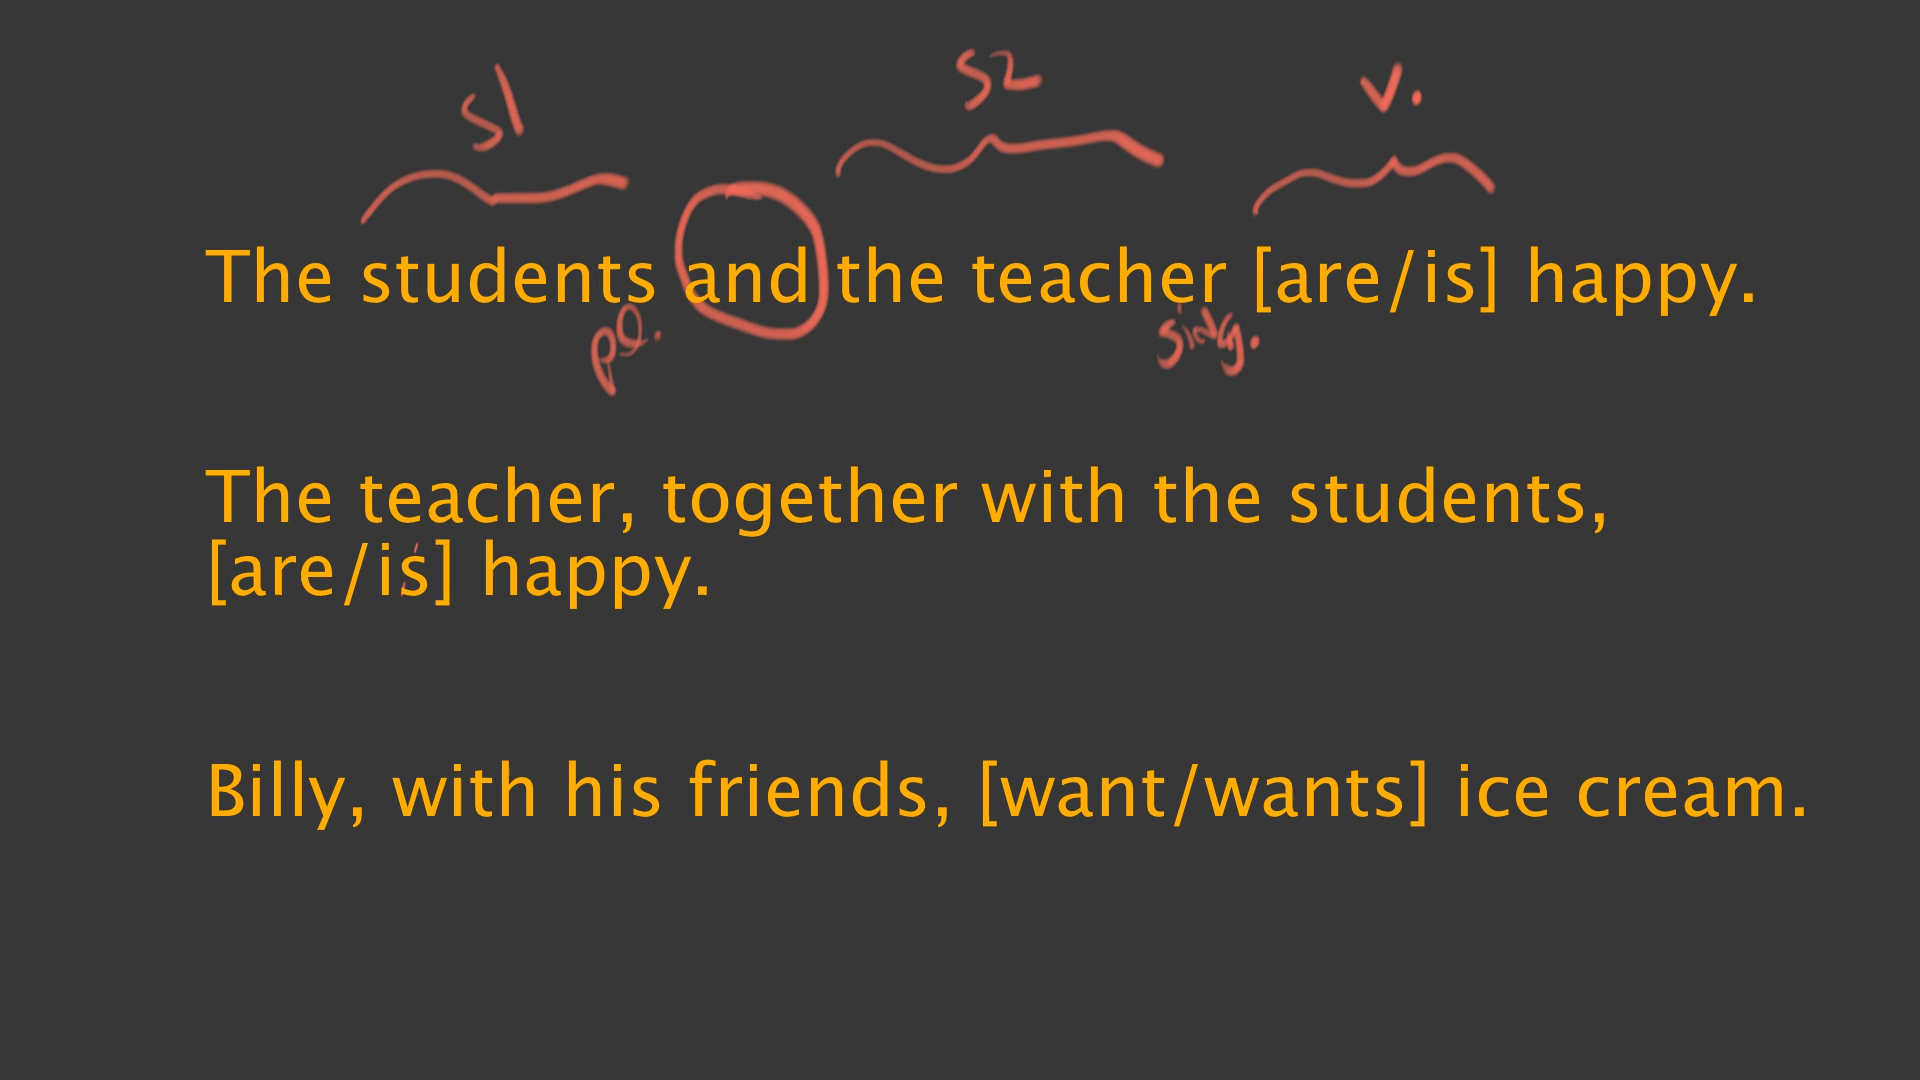 s1 s2 v.
The students and the teacher [are/is] happy.
pl. sing.
The teacher, together with the students,
[are/is] happy.
Billy, with his friends, [want/wants] ice cream.